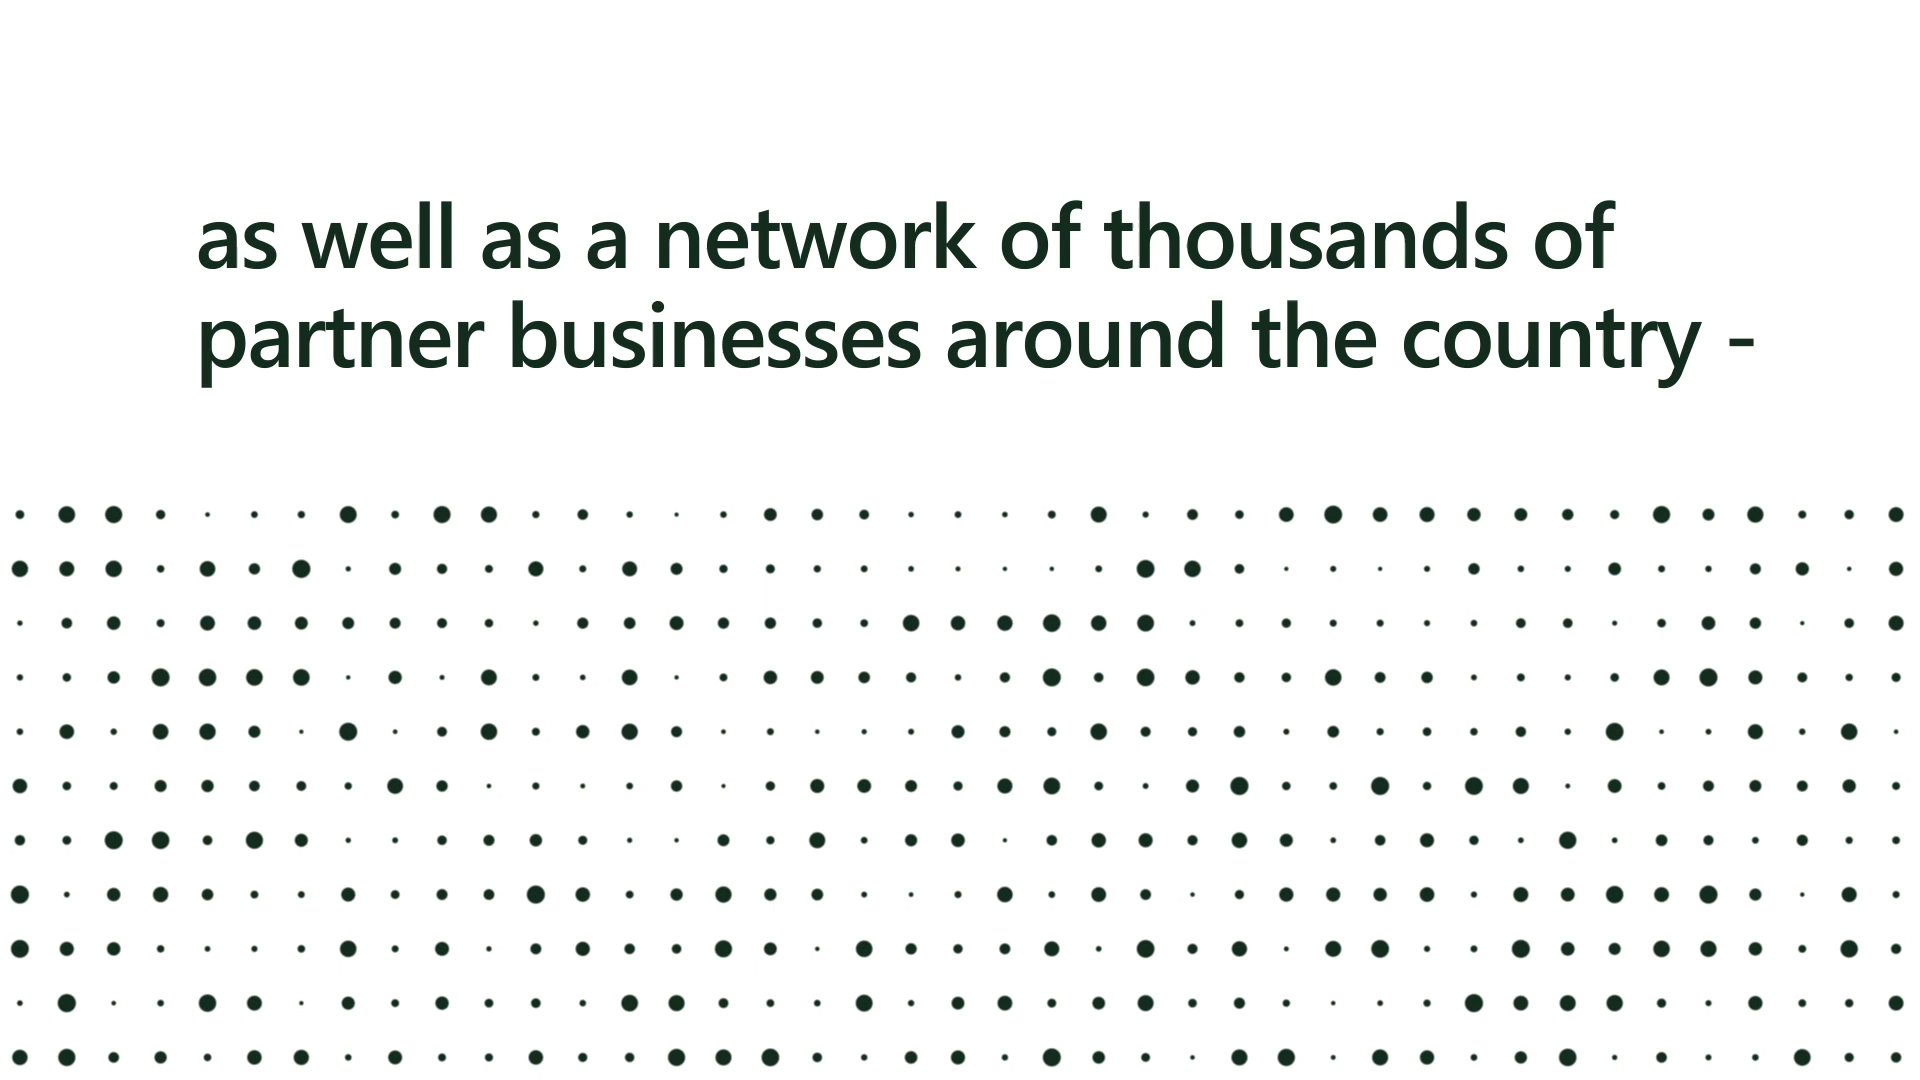 as well as a network of thousands of
partner businesses around the country -